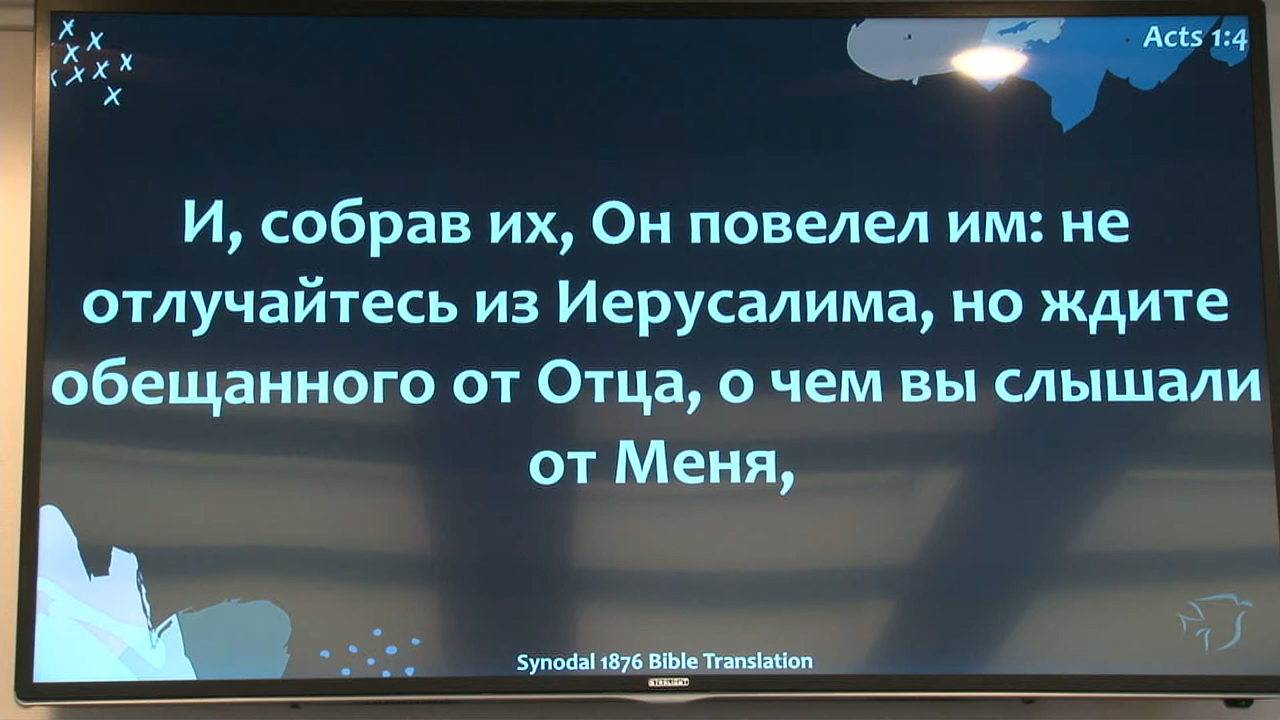 Acts 1:4
И, собрав их, Он повелел им: не
отлучайтесь из Иерусалима, но ждите
обещанного от Отца, о чем вы слышали
от Меня,
Synodal 1876 Bible Translation